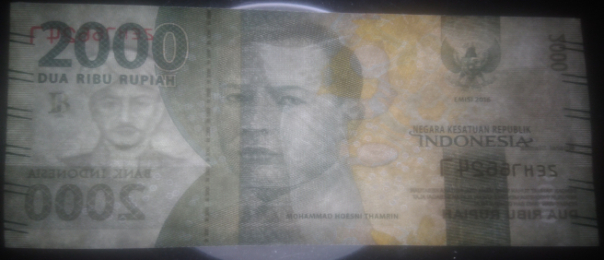 2000
DUA RIBU RUPIAH
NEGARA KESATUAN REPUBLIK
INDONESIA
BANK INDONESIA
2000
2000
MOHAMMAD HOESNI THAMRIN
DUA RIBU RUPIAH